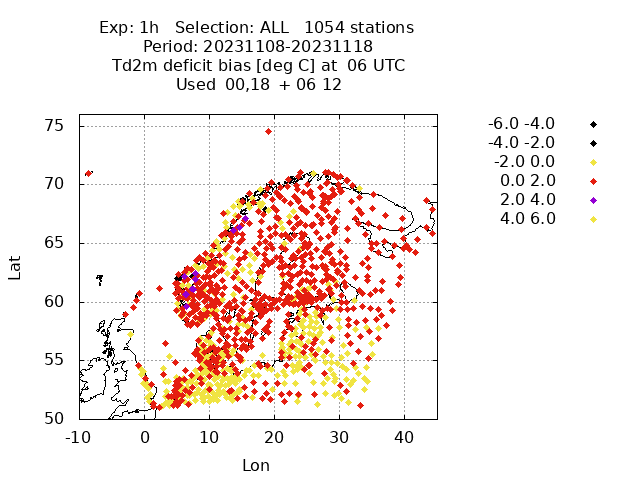 Exp: 1h   Selection: ALL   1054 stations
Period: 20231108-20231118
Td2m deficit bias [deg C] at  06 UTC
Used  00,18  + 06 12
75
70
65
60
55
50
-10 0 10 20 30 40
Lat
Lon
-6.0 -4.0
-4.0 -2.0
-2.0 0.0
0.0 2.0
2.0 4.0
4.0 6.0